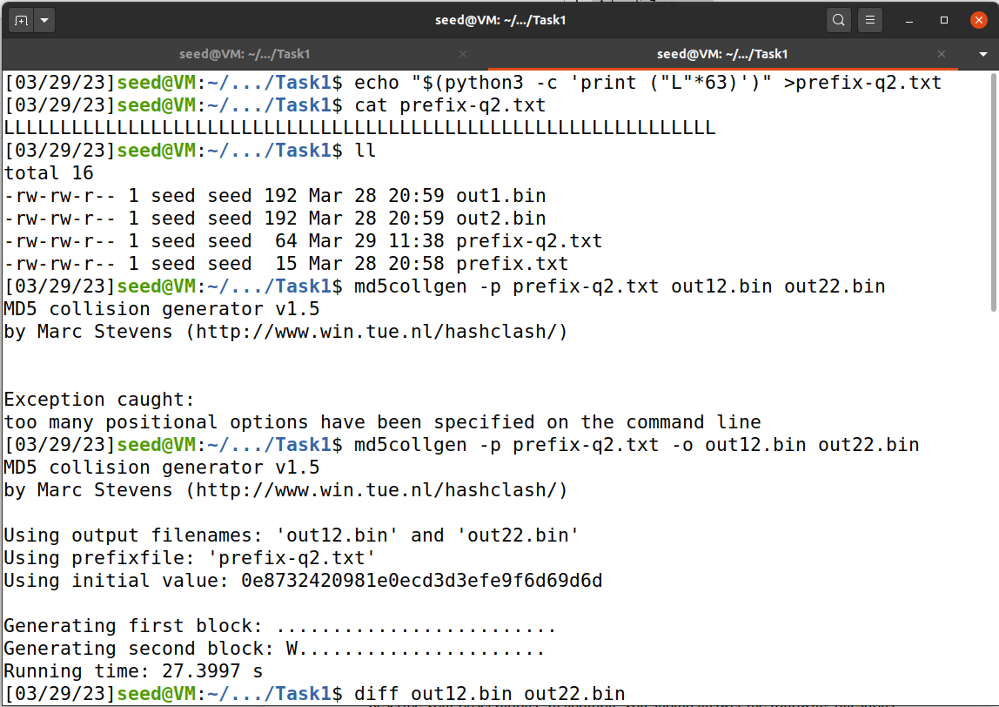 seed@VM: ~/.../Task1
seed@VM: ~/.../Task1
seed@VM: ~/.../Task1
[03/29/23]seed@VM:~/.../Task1$ echo "$(python3 -c 'print ("L"*63)')" >prefix-q2.txt
[03/29/23]seed@VM:~/.../Task1$ cat prefix-q2.txt
LLLLLLLLLLLLLLLLLLLLLLLLLLLLLLLLLLLLLLLLLLLLLLLLLLLLLLLLLLLLLLL
[03/29/23]seed@VM:~/.../Task1$ ll
total 16
-rw-rw-r-- 1 seed seed 192 Mar 28 20:59 out1.bin
-rw-rw-r-- 1 seed seed 192 Mar 28 20:59 out2.bin
-rw-rw-r-- 1 seed seed  64 Mar 29 11:38 prefix-q2.txt
-rw-rw-r-- 1 seed seed  15 Mar 28 20:58 prefix.txt
[03/29/23]seed@VM:~/.../Task1$ md5collgen -p prefix-q2.txt out12.bin out22.bin
MD5 collision generator v1.5
by Marc Stevens (http://www.win.tue.nl/hashclash/)
Exception caught:
too many positional options have been specified on the command line
[03/29/23]seed@VM:~/.../Task1$ md5collgen -p prefix-q2.txt -o out12.bin out22.bin
MD5 collision generator v1.5
by Marc Stevens (http://www.win.tue.nl/hashclash/)
Using output filenames: 'out12.bin' and 'out22.bin'
Using prefixfile: 'prefix-q2.txt'
Using initial value: 0e8732420981e0ecd3d3efe9f6d69d6d
Generating first block: .........................
Generating second block: W......................
Running time: 27.3997 s
[03/29/23]seed@VM:~/.../Task1$ diff out12.bin out22.bin